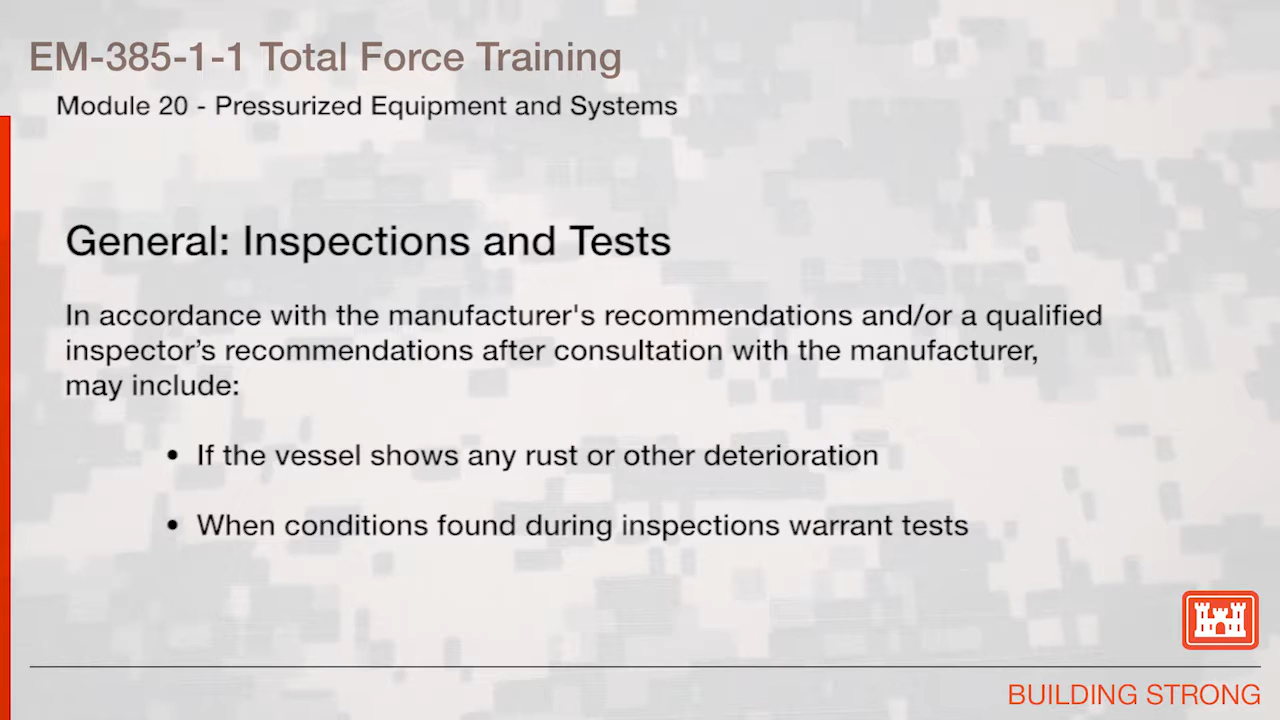 EM-385-1-1 Total Force Training
Module 20 - Pressurized Equipment and Systems
General: Inspections and Tests
In accordance with the manufacturer's recommendations and/or a qualified
inspector’s recommendations after consultation with the manufacturer,
may include:
• If the vessel shows any rust or other deterioration
• When conditions found during inspections warrant tests
BUILDING STRONG